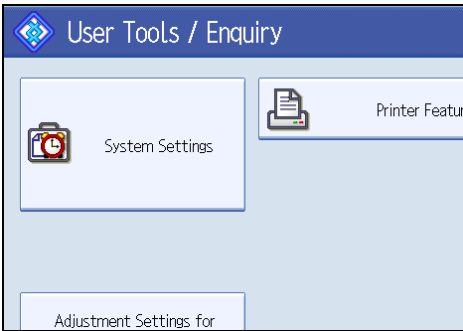 User Tools / Enquiry
System Settings
Printer Featur
Adjustment Settings for